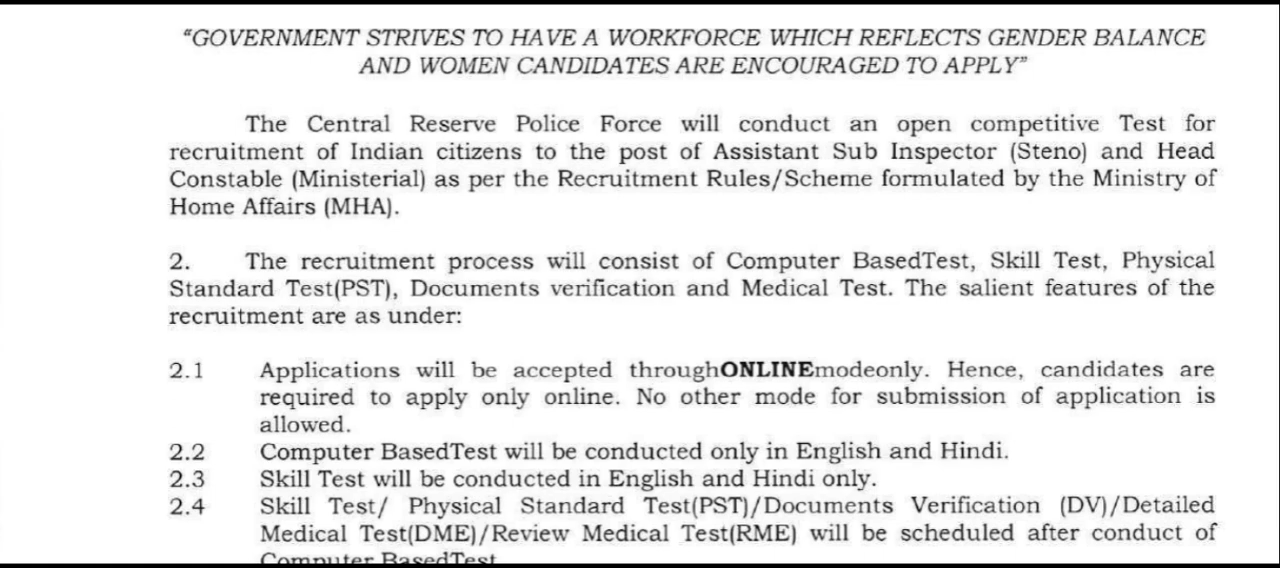 "GOVERNMENT STRIVES TO HAVE A WORKFORCE WHICH REFLECTS GENDER BALANCE
AND WOMEN CANDIDATES ARE ENCOURAGED TO APPLY"
The Central Reserve Police Force will conduct an open competitive Test for
recruitment of Indian citizens to the post of Assistant Sub Inspector (Steno) and Head
Constable (Ministerial) as per the Recruitment Rules/Scheme formulated by the Ministry of
Home Affairs (MHA).
2. The recruitment process will consist of Computer BasedTest, Skill Test, Physical
Standard Test(PST), Documents verification and Medical Test. The salient features of the
recruitment are as under:
2.1 Applications will be accepted throughONLINEmodeonly. Hence, candidates are
required to apply only online. No other mode for submission of application is
allowed.
2.2 Computer BasedTest will be conducted only in English and Hindi.
2.3 Skill Test will be conducted in English and Hindi only.
2.4 Skill Test/ Physical Standard Test(PST)/Documents Verification (DV)/Detailed
Medical Test(DME)/Review Medical Test(RME) will be scheduled after conduct of
Computer BasedTest